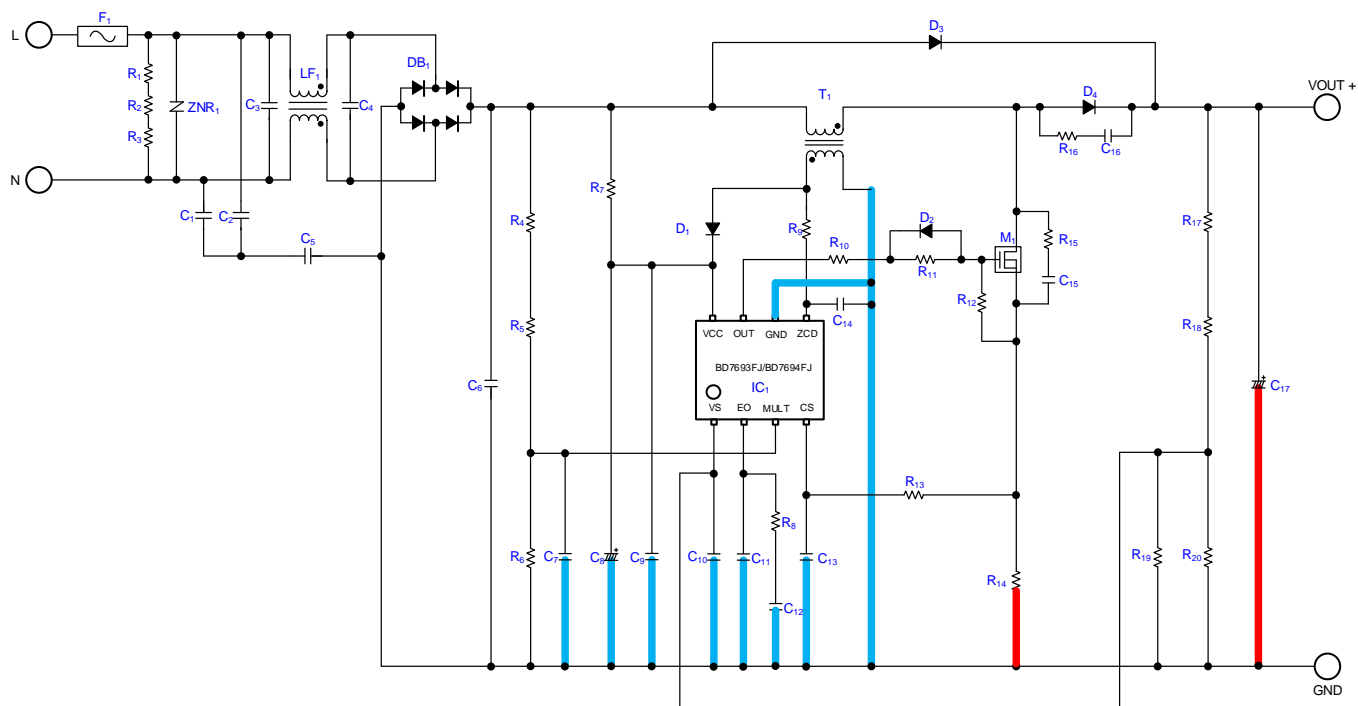 F1
L
R1
R2
R3
ZNR1
C3
LF1
C4
DB1
N
C1
C2
C5
D3
T1
D4
R16
C16
VOUT +
R7
R4
D1
R9
R10
D2
R11
M1
R15
R12
C15
R17
R5
C14
R18
VCC
OUT
GND
ZCD
BD7693FJ/BD7694FJ
IC1
VS
EO
MULT
CS
C6
C17
R13
R8
R6
C7
C8
C9
C10
C11
C13
C12
R14
R19
R20
GND